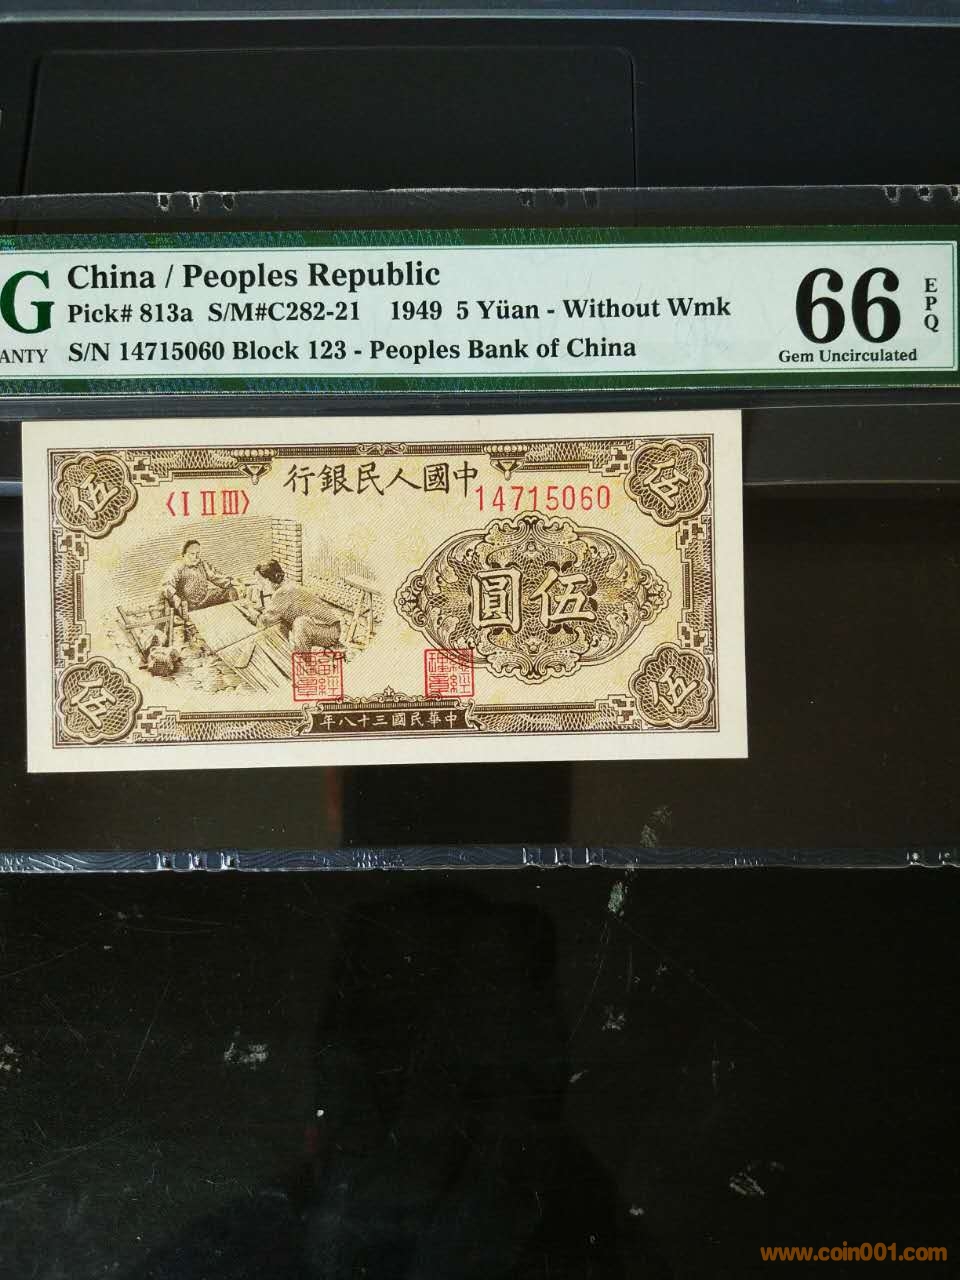 G
China / Peoples Republic
Pick# 813a S/M#C282-21 1949 5 Yüan - Without Wmk
ANTY
S/N 14715060 Block 123 - Peoples Bank of China
66
EPQ
Gem Uncirculated
行銀民人國中
伍
伍
〈I II III〉
14715060
圓伍
伍
伍
年八十三國民華中
www.coin001.com